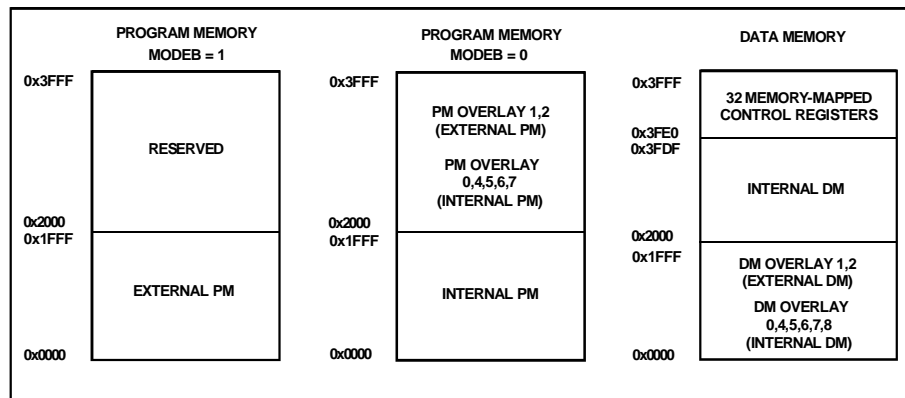 PROGRAM MEMORY
MODEB = 1
0x3FFF
RESERVED
0x2000
0x1FFF
EXTERNAL PM
0x0000
PROGRAM MEMORY
MODEB = 0
0x3FFF
PM OVERLAY 1,2
(EXTERNAL PM)
PM OVERLAY
0,4,5,6,7
(INTERNAL PM)
0x2000
0x1FFF
INTERNAL PM
0x0000
DATA MEMORY
0x3FFF
32 MEMORY-MAPPED
CONTROL REGISTERS
0x3FE0
0x3FDF
INTERNAL DM
0x2000
0x1FFF
DM OVERLAY 1,2
(EXTERNAL DM)
DM OVERLAY
0,4,5,6,7,8
(INTERNAL DM)
0x0000